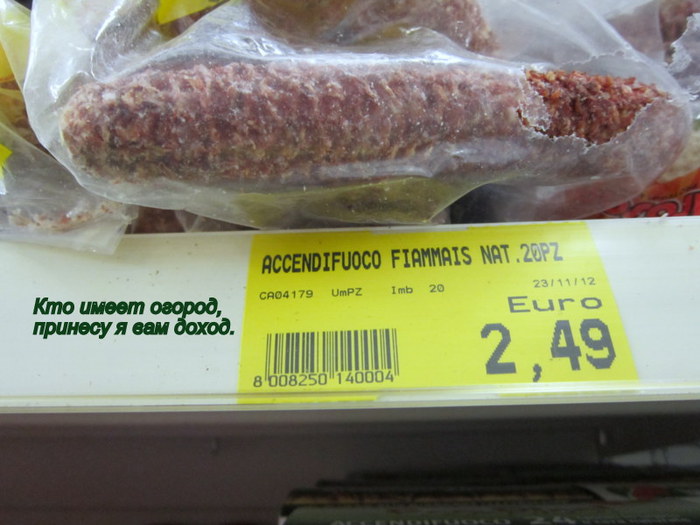 ACCENDIFUOCO FIAMMAIS NAT.20PZ
CA04179 UmPZ Imb 20
23/11/12
Euro
2,49
8 008250 140004
Кто имеет огород,
принесу я вам доход.
ACCENDIFUOCO